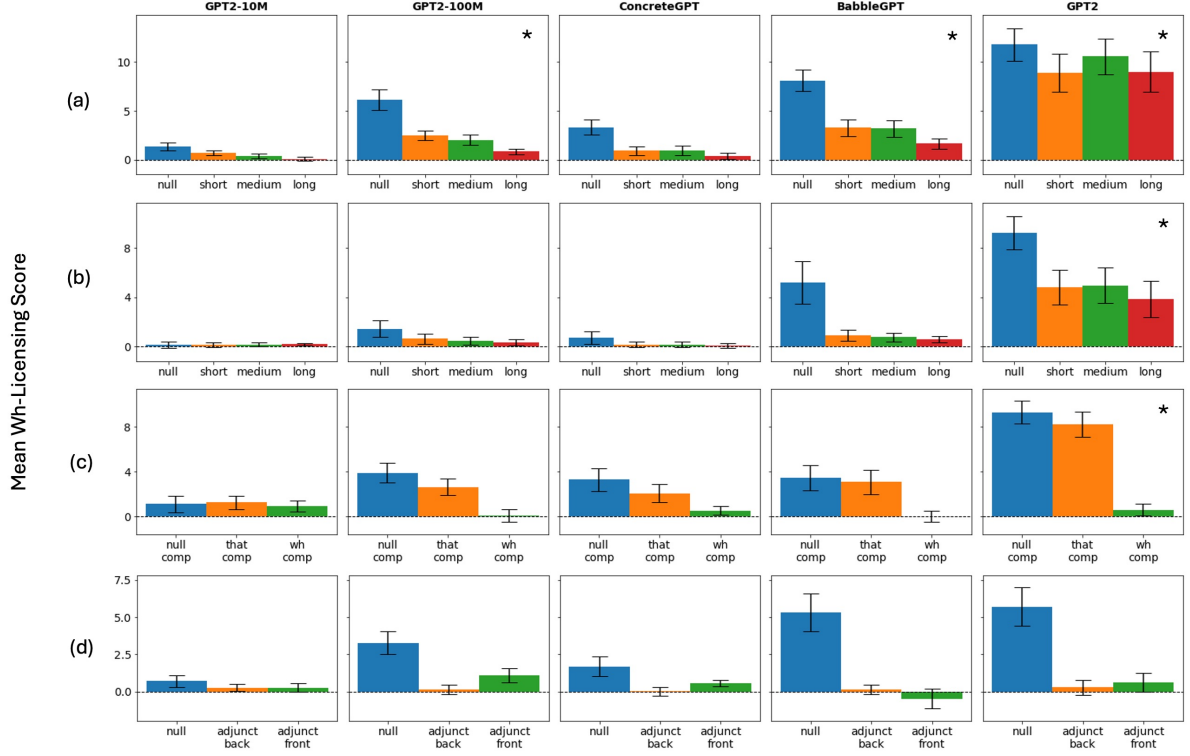 GPT2-10M GPT2-100M ConcreteGPT BabbleGPT GPT2
Mean Wh-Licensing Score
(a)
10
5
0
* * *
null short medium long null short medium long null short medium long null short medium long null short medium long
(b)
8
4
0
*
null short medium long null short medium long null short medium long null short medium long null short medium long
(c)
8
4
0
*
null that wh null that wh null that wh null that wh null that wh
comp comp comp comp comp comp comp comp comp comp comp comp comp comp comp
(d)
7.5
5.0
2.5
0.0
null adjunct adjunct null adjunct adjunct null adjunct adjunct null adjunct adjunct null adjunct adjunct
back front back front back front back front back front